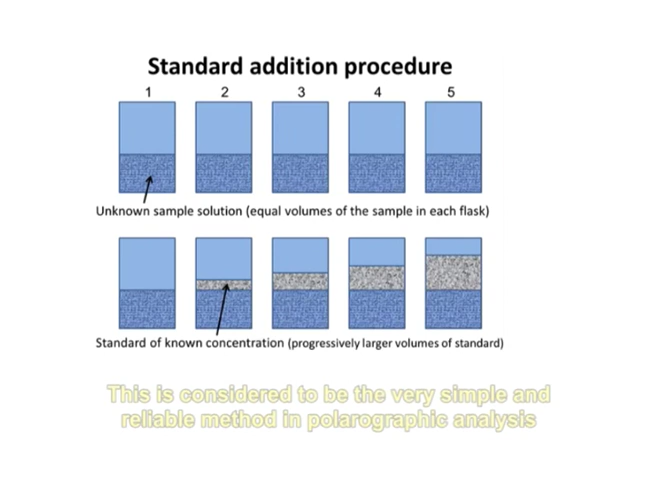 Standard addition procedure
1 2 3 4 5
Unknown sample solution (equal volumes of the sample in each flask)
Standard of known concentration (progressively larger volumes of standard)
This is considered to be the very simple and
reliable method in polarographic analysis